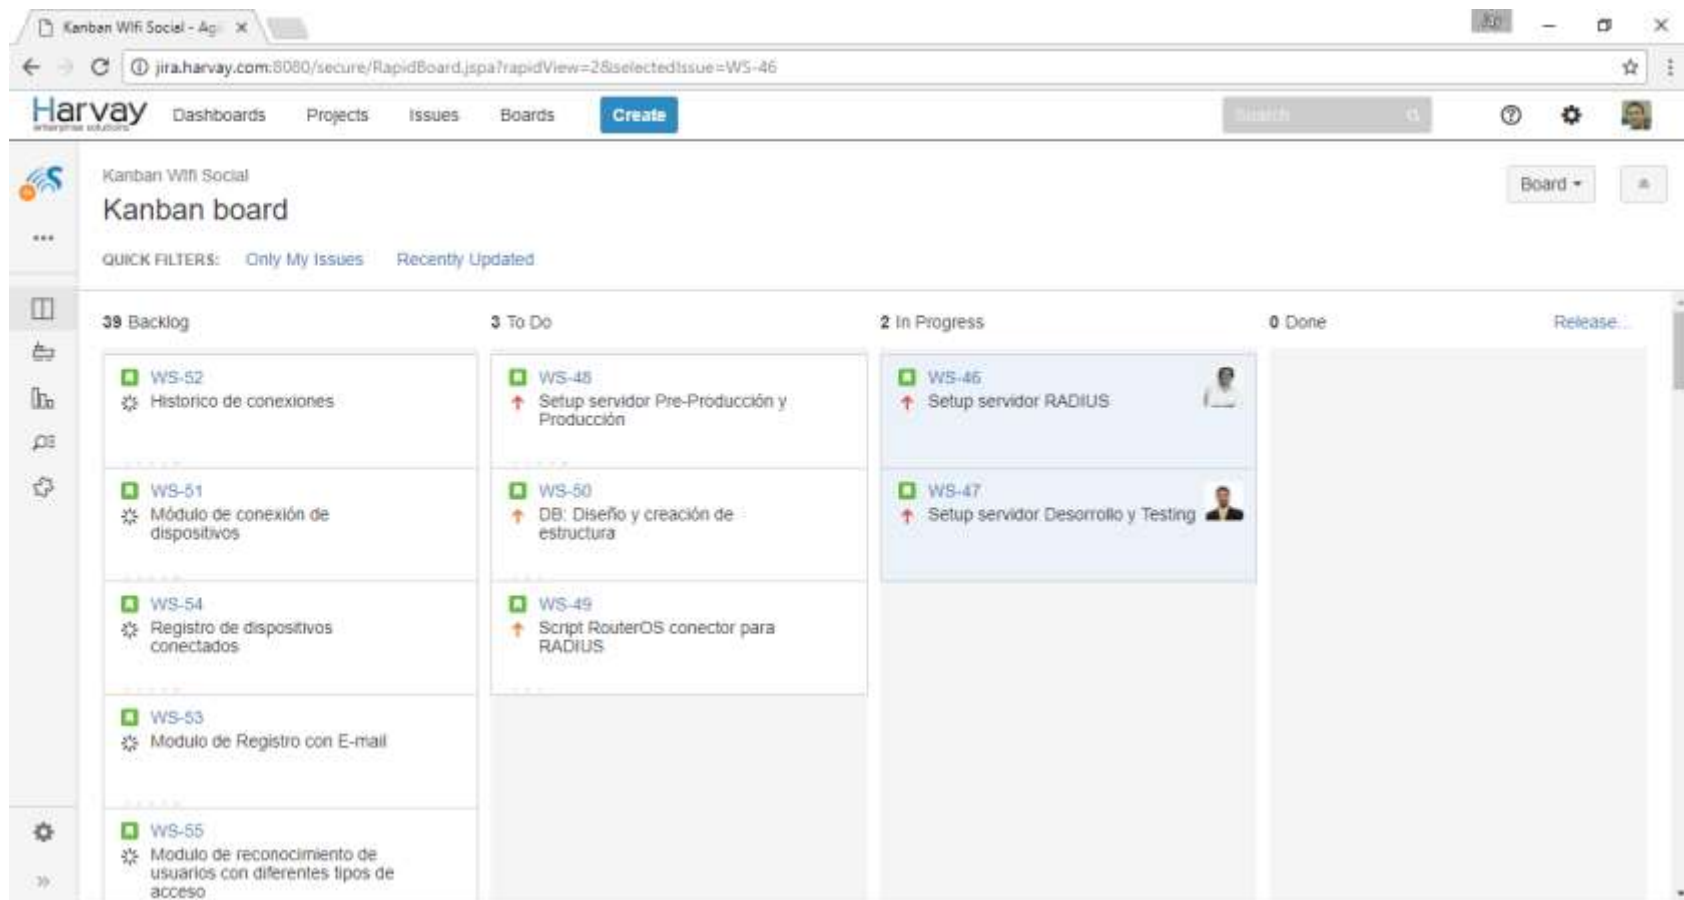 Kanban Wifi Social - Agi
jira.harvay.com:8080/secure/RapidBoard.jspa?rapidView=2&selectedIssue=WS-46
Harvay
enterprise solutions
Dashboards
Projects
Issues
Boards
Create
Search
Kanban Wifi Social
Board
Kanban board
QUICK FILTERS:
Only My Issues
Recently Updated
39 Backlog
3 To Do
2 In Progress
0 Done
Release...
WS-52
Historico de conexiones
WS-51
Módulo de conexión de
dispositivos
WS-54
Registro de dispositivos
conectados
WS-53
Modulo de Registro con E-mail
WS-55
Modulo de reconocimiento de
usuarios con diferentes tipos de
acceso
WS-48
Setup servidor Pre-Producción y
Producción
WS-50
DB: Diseño y creación de
estructura
WS-49
Script RouterOS conector para
RADIUS
WS-46
Setup servidor RADIUS
WS-47
Setup servidor Desorrollo y Testing